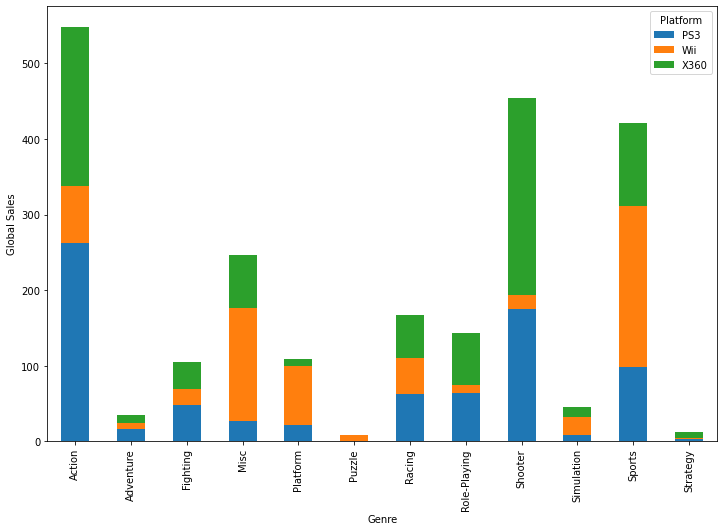 Platform
PS3
Wii
X360
Global Sales
500
400
300
200
100
0
Action
Adventure
Fighting
Misc
Platform
Puzzle
Racing
Role-Playing
Shooter
Simulation
Sports
Strategy
Genre